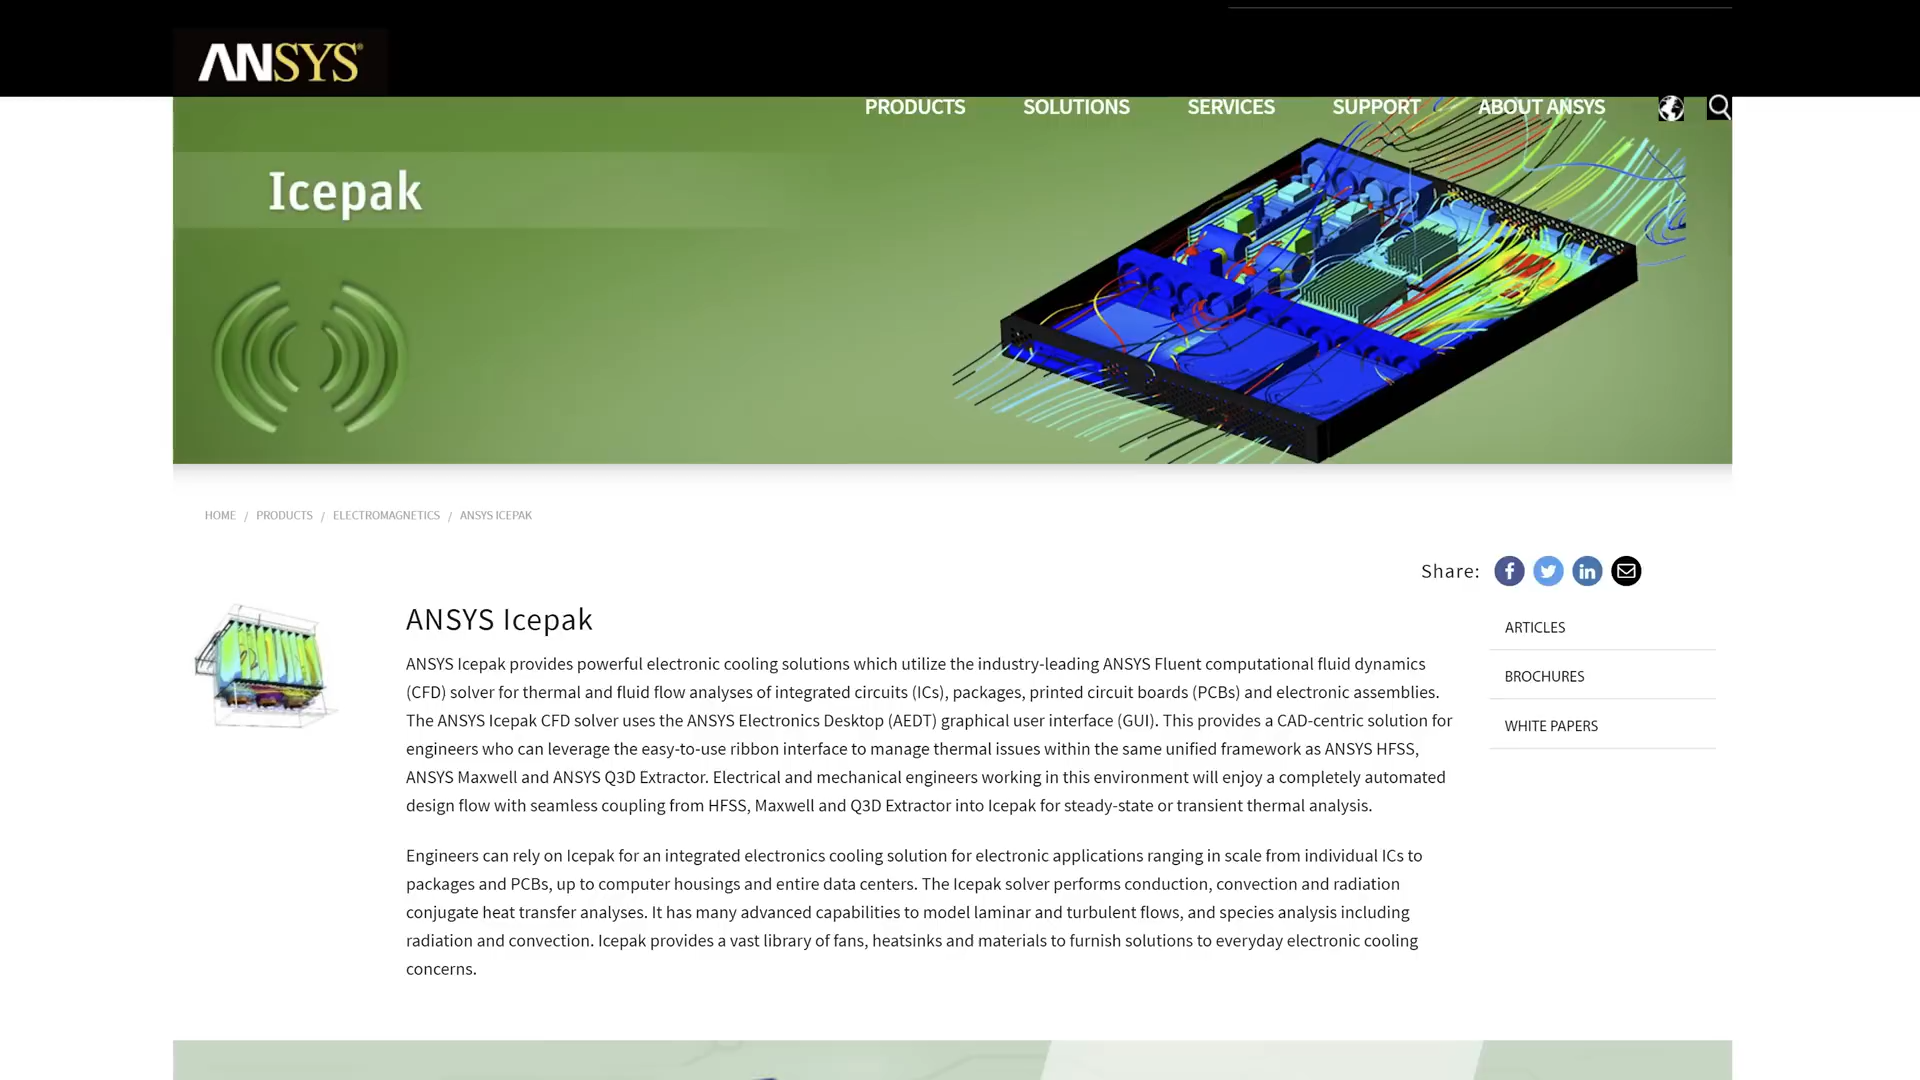 ANSYS
PRODUCTS SOLUTIONS SERVICES SUPPORT ABOUT ANSYS
Icepak
HOME / PRODUCTS / ELECTROMAGNETICS / ANSYS ICEPAK
Share:
ANSYS Icepak
ANSYS Icepak provides powerful electronic cooling solutions which utilize the industry-leading ANSYS Fluent computational fluid dynamics
(CFD) solver for thermal and fluid flow analyses of integrated circuits (ICs), packages, printed circuit boards (PCBs) and electronic assemblies.
The ANSYS Icepak CFD solver uses the ANSYS Electronics Desktop (AEDT) graphical user interface (GUI). This provides a CAD-centric solution for
engineers who can leverage the easy-to-use ribbon interface to manage thermal issues within the same unified framework as ANSYS HFSS,
ANSYS Maxwell and ANSYS Q3D Extractor. Electrical and mechanical engineers working in this environment will enjoy a completely automated
design flow with seamless coupling from HFSS, Maxwell and Q3D Extractor into Icepak for steady-state or transient thermal analysis.
Engineers can rely on Icepak for an integrated electronics cooling solution for electronic applications ranging in scale from individual ICs to
packages and PCBs, up to computer housings and entire data centers. The Icepak solver performs conduction, convection and radiation
conjugate heat transfer analyses. It has many advanced capabilities to model laminar and turbulent flows, and species analysis including
radiation and convection. Icepak provides a vast library of fans, heatsinks and materials to furnish solutions to everyday electronic cooling
concerns.
ARTICLES
BROCHURES
WHITE PAPERS